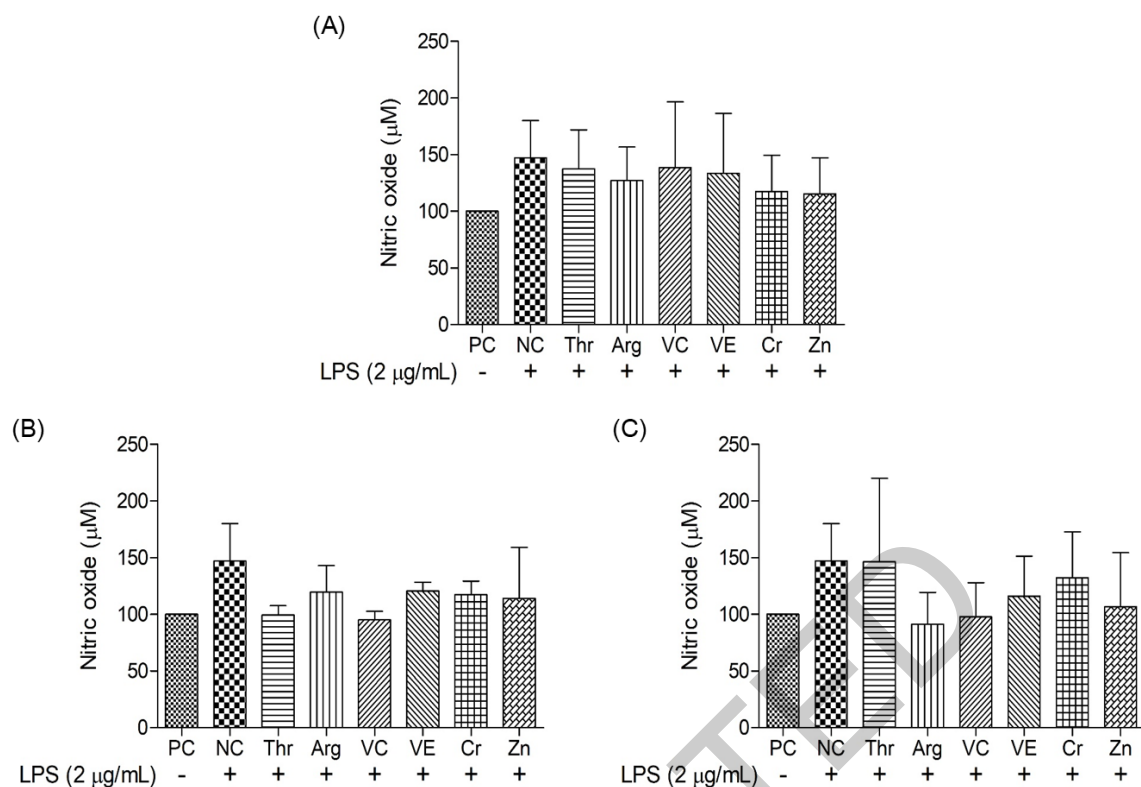 (A)
Nitric oxide (μM)
250
200
150
100
50
0
PC NC Thr Arg VC VE Cr Zn
LPS (2 μg/mL) - + + + + + + +
(B)
Nitric oxide (μM)
250
200
150
100
50
0
PC NC Thr Arg VC VE Cr Zn
LPS (2 μg/mL) - + + + + + + +
(C)
Nitric oxide (μM)
250
200
150
100
50
0
PC NC Thr Arg VC VE Cr Zn
LPS (2 μg/mL) - + + + + + + +
TED